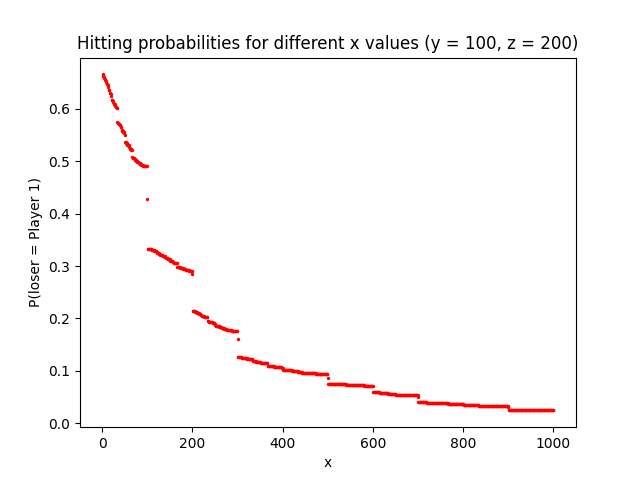 Hitting probabilities for different x values (y = 100, z = 200)
P(loser = Player 1)
0.6
0.5
0.4
0.3
0.2
0.1
0.0
0 200 400 600 800 1000
x